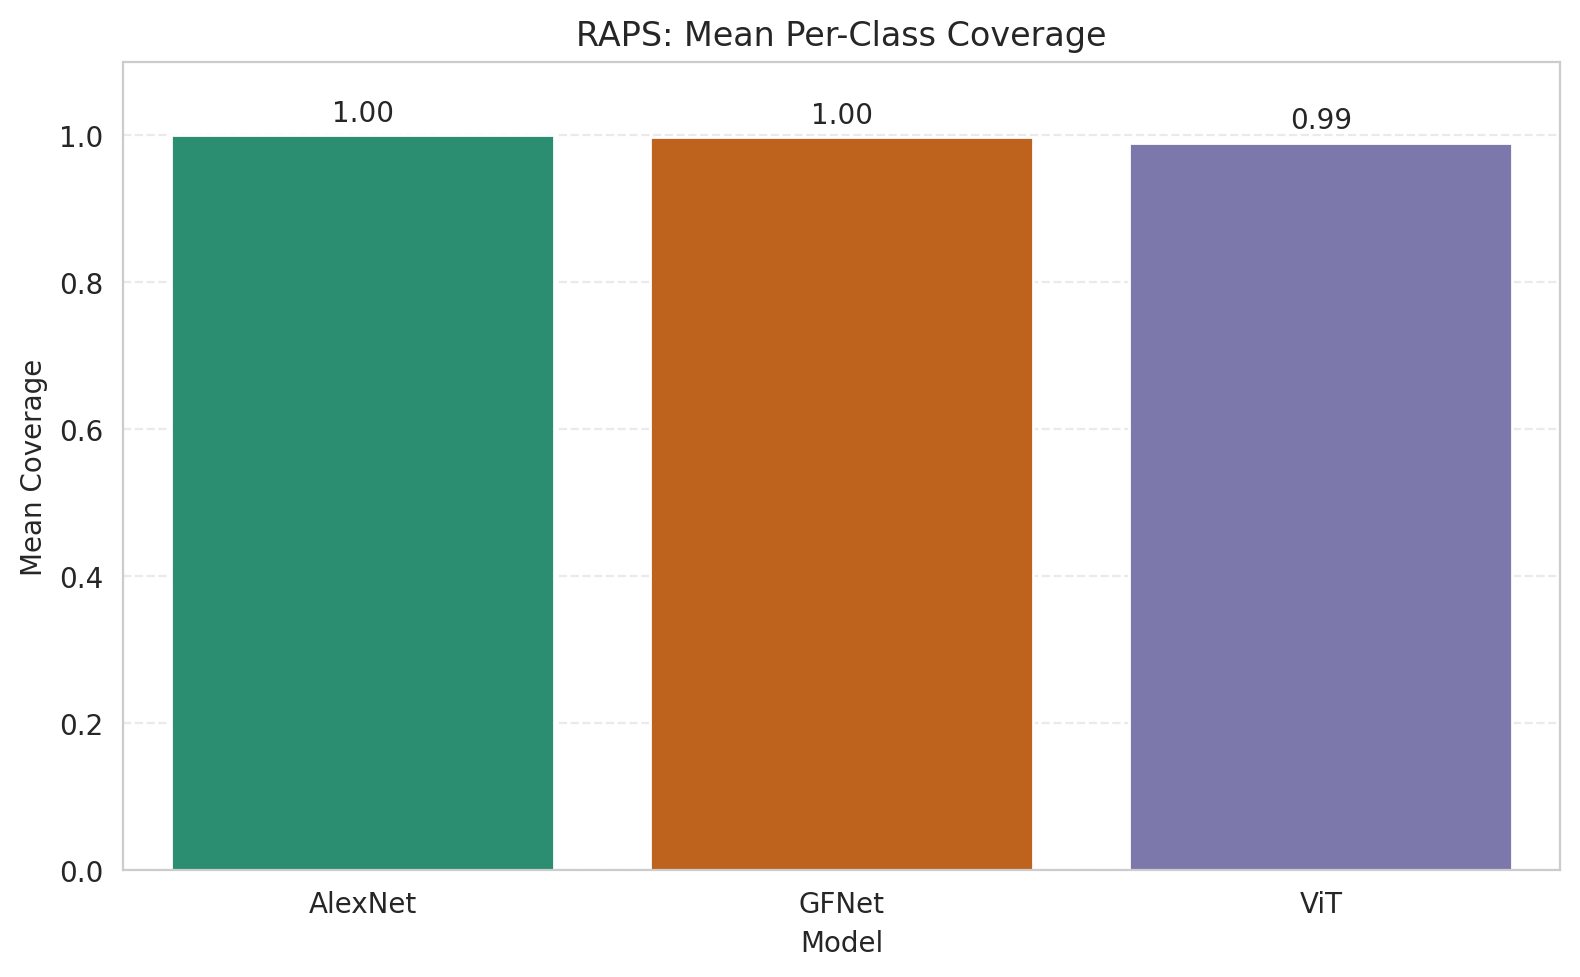 RAPS: Mean Per-Class Coverage
1.00
1.00
0.99
1.0
0.8
0.6
0.4
0.2
0.0
Mean Coverage
AlexNet
GFNet
ViT
Model